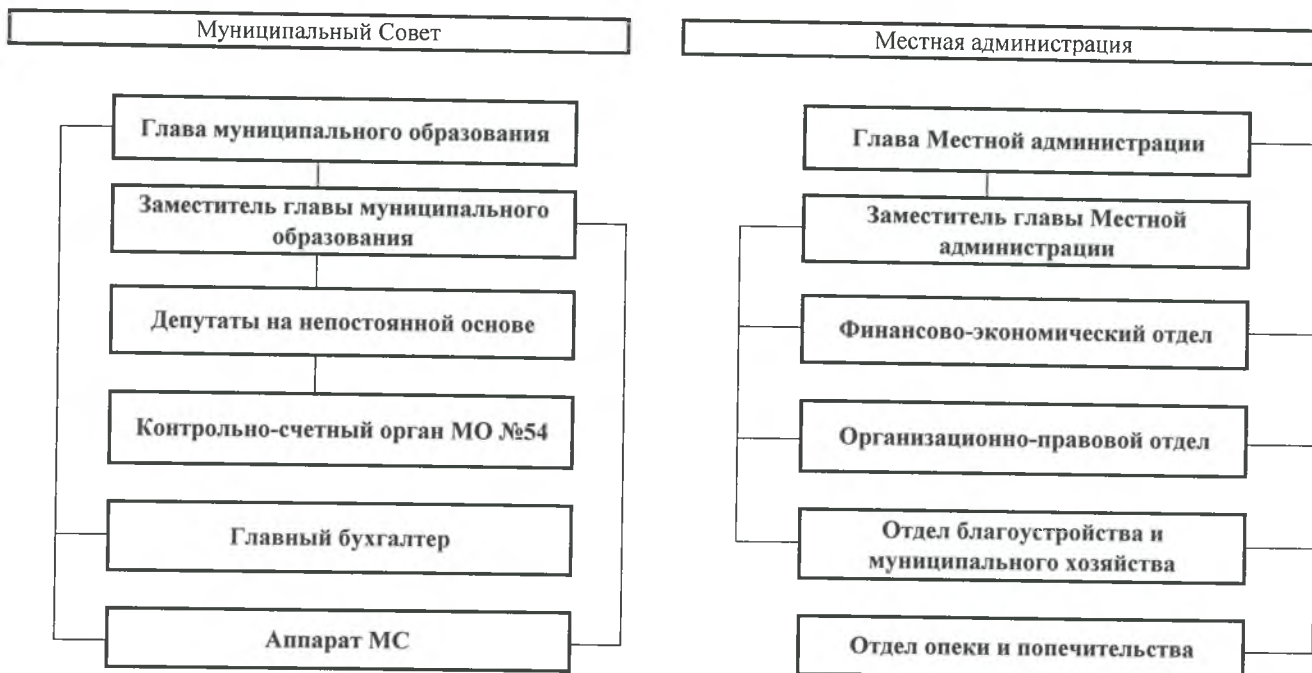 Муниципальный Совет
Глава муниципального образования
Заместитель главы муниципального
образования
Депутаты на непостоянной основе
Контрольно-счетный орган МО №54
Главный бухгалтер
Аппарат МС
Местная администрация
Глава Местной администрации
Заместитель главы Местной
администрации
Финансово-экономический отдел
Организационно-правовой отдел
Отдел благоустройства и
муниципального хозяйства
Отдел опеки и попечительства